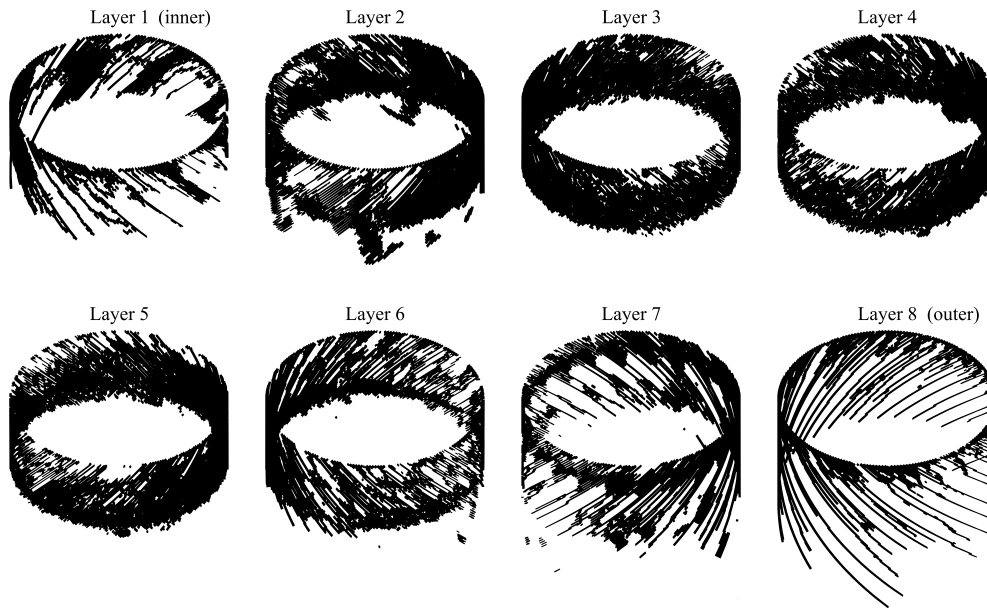 Layer 1 (inner)
Layer 2
Layer 3
Layer 4
Layer 5
Layer 6
Layer 7
Layer 8 (outer)